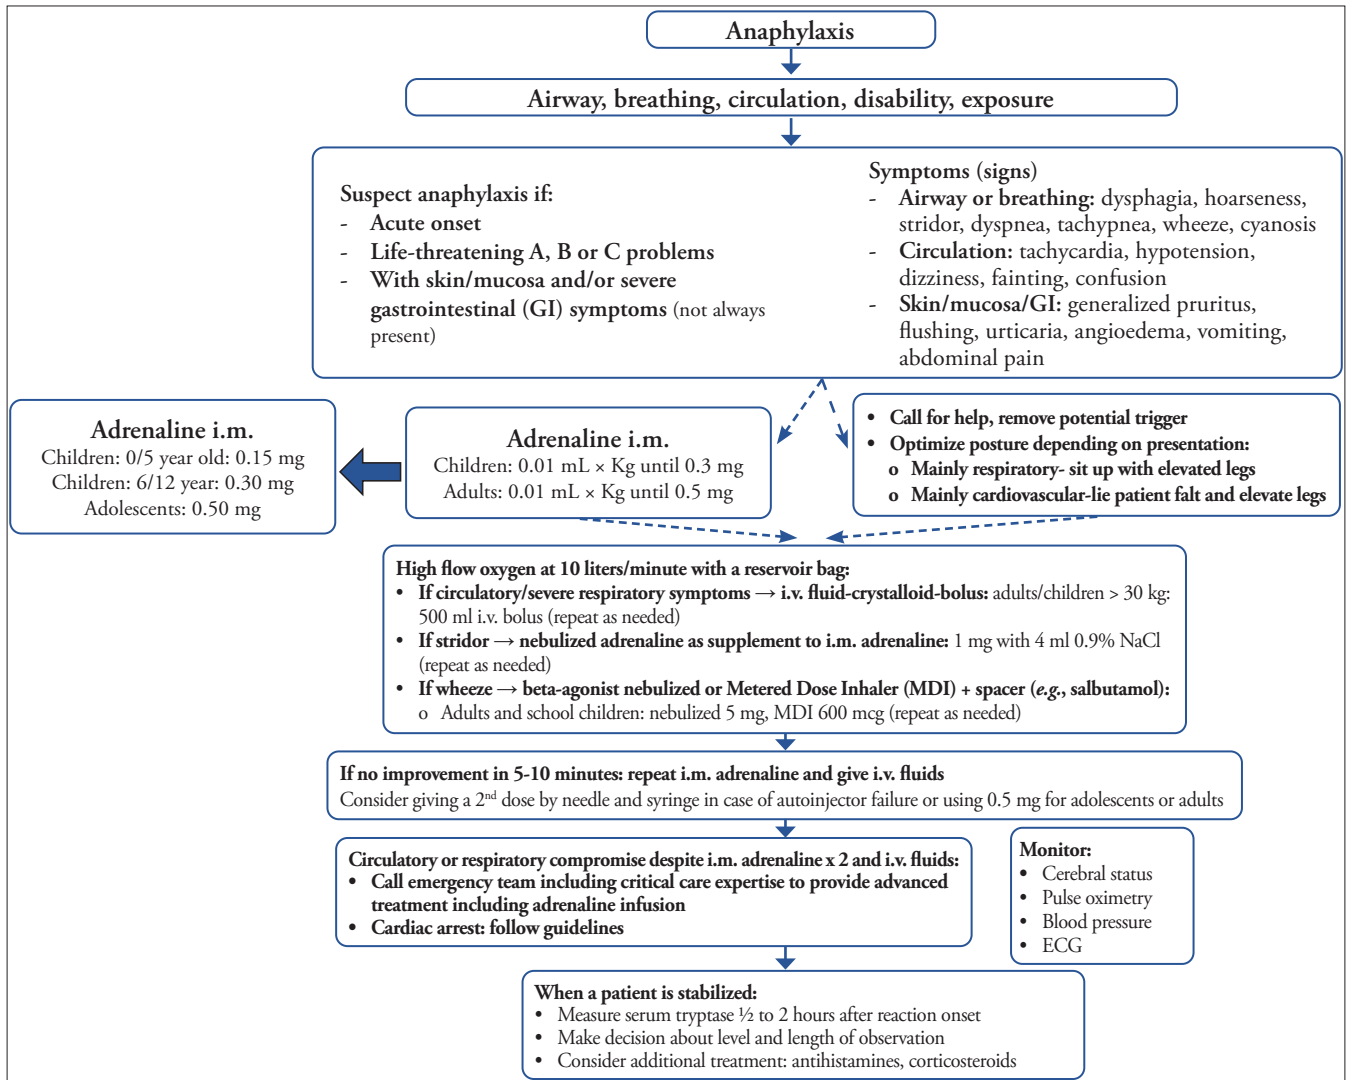 Anaphylaxis
Airway, breathing, circulation, disability, exposure
Suspect anaphylaxis if:
- Acute onset
- Life-threatening A, B or C problems
- With skin/mucosa and/or severe
gastrointestinal (GI) symptoms (not always
present)
Symptoms (signs)
- Airway or breathing: dysphagia, hoarseness,
stridor, dyspnea, tachypnea, wheeze, cyanosis
- Circulation: tachycardia, hypotension,
dizziness, fainting, confusion
- Skin/mucosa/GI: generalized pruritus,
flushing, urticaria, angioedema, vomiting,
abdominal pain
Adrenaline i.m.
Children: 0/5 year old: 0.15 mg
Children: 6/12 year: 0.30 mg
Adolescents: 0.50 mg
Adrenaline i.m.
Children: 0.01 mL × Kg until 0.3 mg
Adults: 0.01 mL × Kg until 0.5 mg
• Call for help, remove potential trigger
• Optimize posture depending on presentation:
o Mainly respiratory- sit up with elevated legs
o Mainly cardiovascular-lie patient falt and elevate legs
High flow oxygen at 10 liters/minute with a reservoir bag:
• If circulatory/severe respiratory symptoms → i.v. fluid-crystalloid-bolus: adults/children > 30 kg:
500 ml i.v. bolus (repeat as needed)
• If stridor → nebulized adrenaline as supplement to i.m. adrenaline: 1 mg with 4 ml 0.9% NaCl
(repeat as needed)
• If wheeze → beta-agonist nebulized or Metered Dose Inhaler (MDI) + spacer (e.g., salbutamol):
o Adults and school children: nebulized 5 mg, MDI 600 mcg (repeat as needed)
If no improvement in 5-10 minutes: repeat i.m. adrenaline and give i.v. fluids
Consider giving a 2nd dose by needle and syringe in case of autoinjector failure or using 0.5 mg for adolescents or adults
Circulatory or respiratory compromise despite i.m. adrenaline x 2 and i.v. fluids:
• Call emergency team including critical care expertise to provide advanced
treatment including adrenaline infusion
• Cardiac arrest: follow guidelines
Monitor:
• Cerebral status
• Pulse oximetry
• Blood pressure
• ECG
When a patient is stabilized:
• Measure serum tryptase ½ to 2 hours after reaction onset
• Make decision about level and length of observation
• Consider additional treatment: antihistamines, corticosteroids